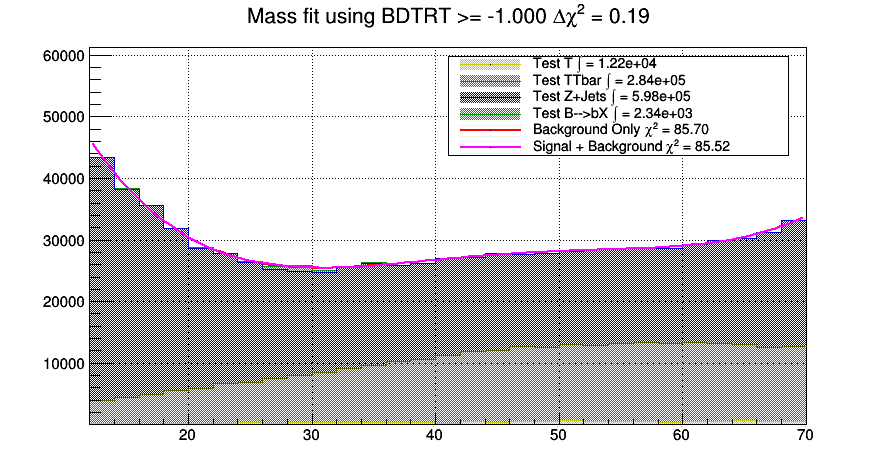 Mass fit using BDTRT >= -1.000 Δχ² = 0.19
60000
50000
40000
30000
20000
10000
Test T ∫ = 1.22e+04
Test TTbar ∫ = 2.84e+05
Test Z+Jets ∫ = 5.98e+05
Test B-->bX ∫ = 2.34e+03
Background Only χ² = 85.70
Signal + Background χ² = 85.52
20 30 40 50 60 70